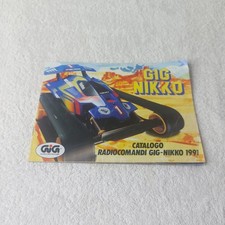 GIG
NIKKO
CATALOGO
RADIOCOMANDI GIG-NIKKO 1991
GiG